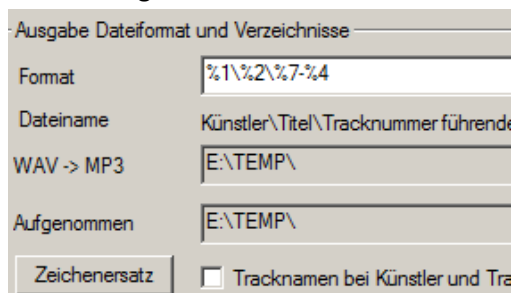 Ausgabe Dateiformat und Verzeichnisse
Format %1\%2\%7-%4
Dateiname Künstler\Titel\Tracknummer führende
WAV -> MP3 E:\TEMP\
Aufgenommen E:\TEMP\
Zeichenersatz Tracknamen bei Künstler und Tra